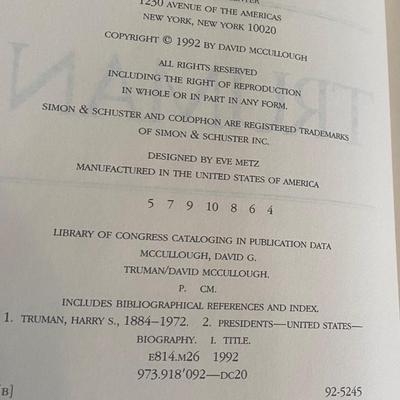 1230 AVENUE OF THE AMERICAS
NEW YORK, NEW YORK 10020
COPYRIGHT © 1992 BY DAVID MCCULLOUGH
ALL RIGHTS RESERVED
INCLUDING THE RIGHT OF REPRODUCTION
IN WHOLE OR IN PART IN ANY FORM.
SIMON & SCHUSTER AND COLOPHON ARE REGISTERED TRADEMARKS
OF SIMON & SCHUSTER INC.
DESIGNED BY EVE METZ
MANUFACTURED IN THE UNITED STATES OF AMERICA
5 7 9 10 8 6 4
LIBRARY OF CONGRESS CATALOGING IN PUBLICATION DATA
MCCULLOUGH, DAVID G.
TRUMAN/DAVID MCCULLOUGH.
P. CM.
INCLUDES BIBLIOGRAPHICAL REFERENCES AND INDEX.
1. TRUMAN, HARRY S., 1884–1972. 2. PRESIDENTS—UNITED STATES—
BIOGRAPHY. I. TITLE.
E814.M26 1992
973.918'092—DC20
[B] 92-5245